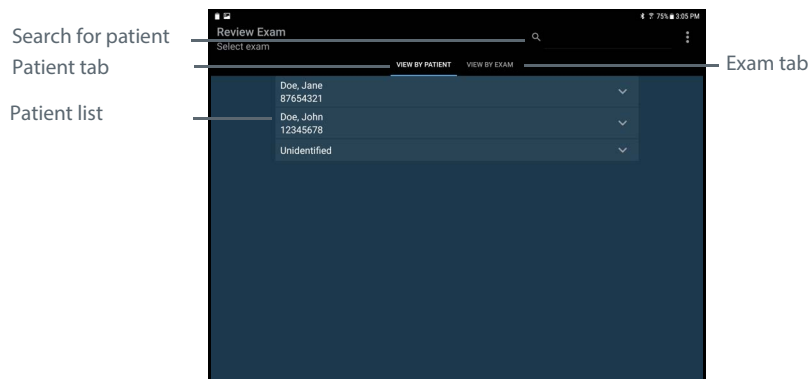 75% 3:05 PM
Review Exam
Select exam
VIEW BY PATIENT VIEW BY EXAM
Doe, Jane
87654321
Doe, John
12345678
Unidentified
Search for patient
Patient tab
Patient list
Exam tab